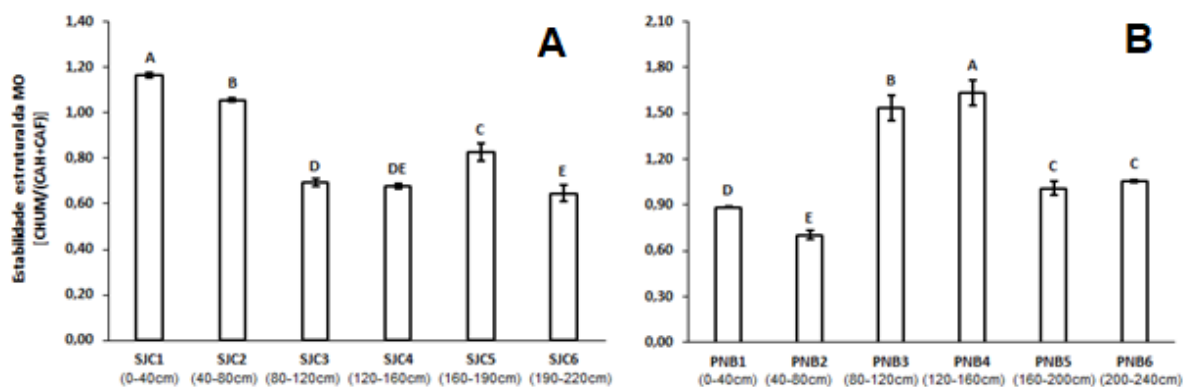 Estabilidade estrutural da MO
[CHUM/(CAH+CAF)]
1,40
1,20
1,00
0,80
0,60
0,40
0,20
0,00
A
A
B
D
DE
C
E
SJC1 SJC2 SJC3 SJC4 SJC5 SJC6
(0-40cm) (40-80cm) (80-120cm) (120-160cm) (160-190cm) (190-220cm)
2,10
1,80
1,50
1,20
0,90
0,60
0,30
0,00
B
D
E
B
A
C
C
PNB1 PNB2 PNB3 PNB4 PNB5 PNB6
(0-40cm) (40-80cm) (80-120cm) (120-160cm) (160-200cm) (200-240cm)